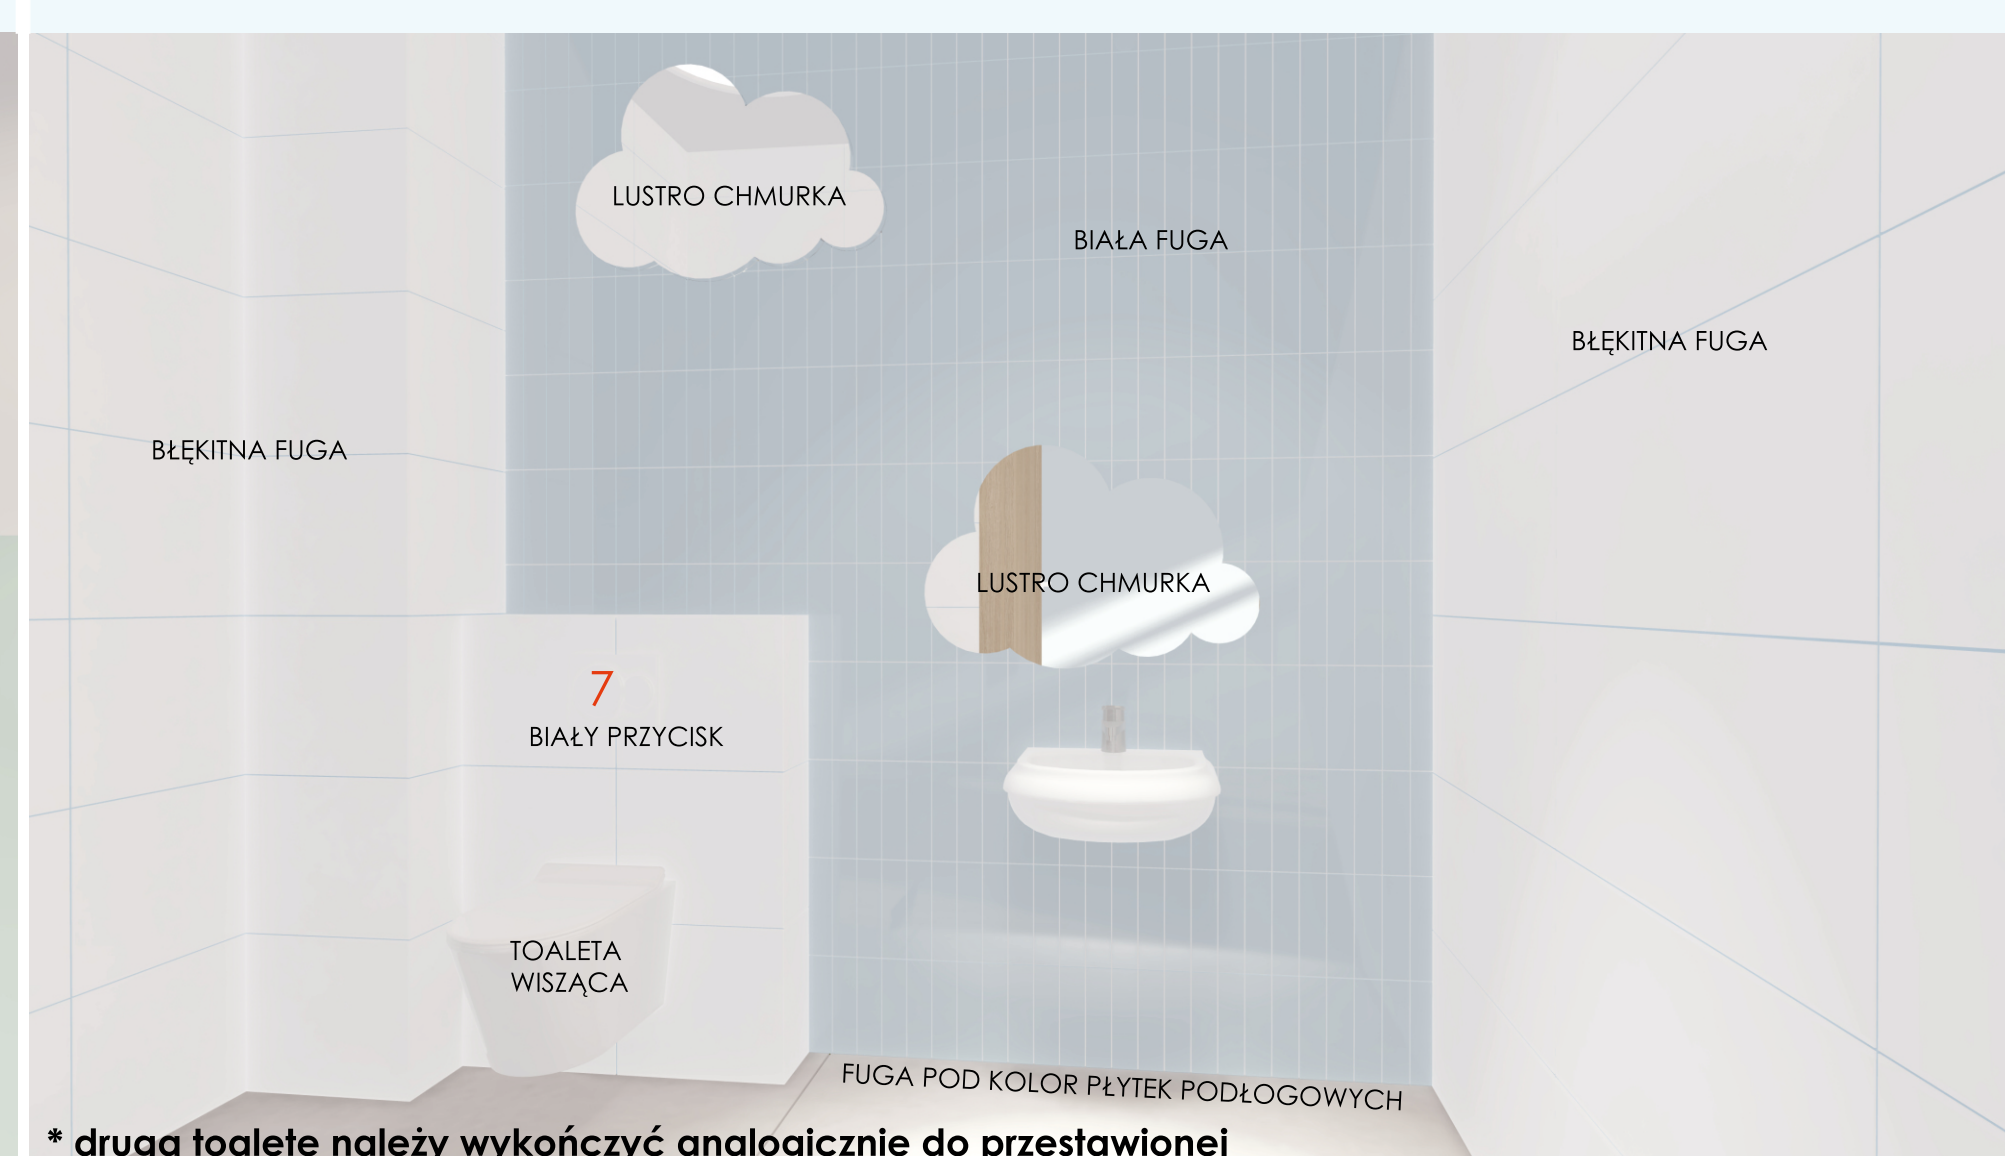 LUSTRO CHMURKA
BIAŁA FUGA
BŁĘKITNA FUGA
BŁĘKITNA FUGA
LUSTRO CHMURKA
7
BIAŁY PRZYCISK
TOALETA
WISZĄCA
FUGA POD KOLOR PŁYTEK PODŁOGOWYCH
* drugą toaletę należy wykończyć analogicznie do przestawionej